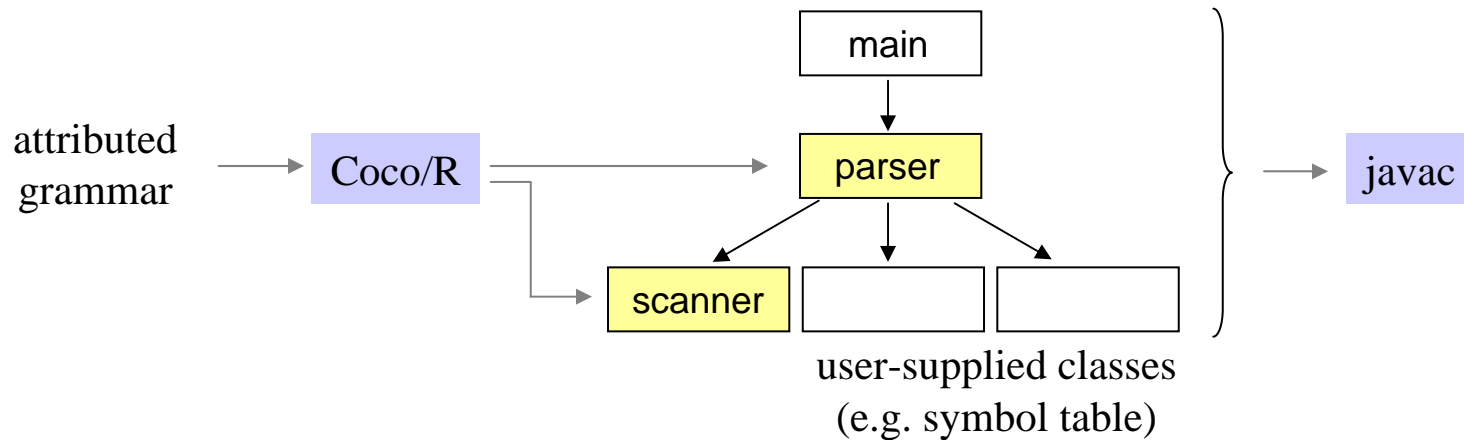 main
attributed
grammar
Coco/R
parser
javac
scanner
user-supplied classes
(e.g. symbol table)